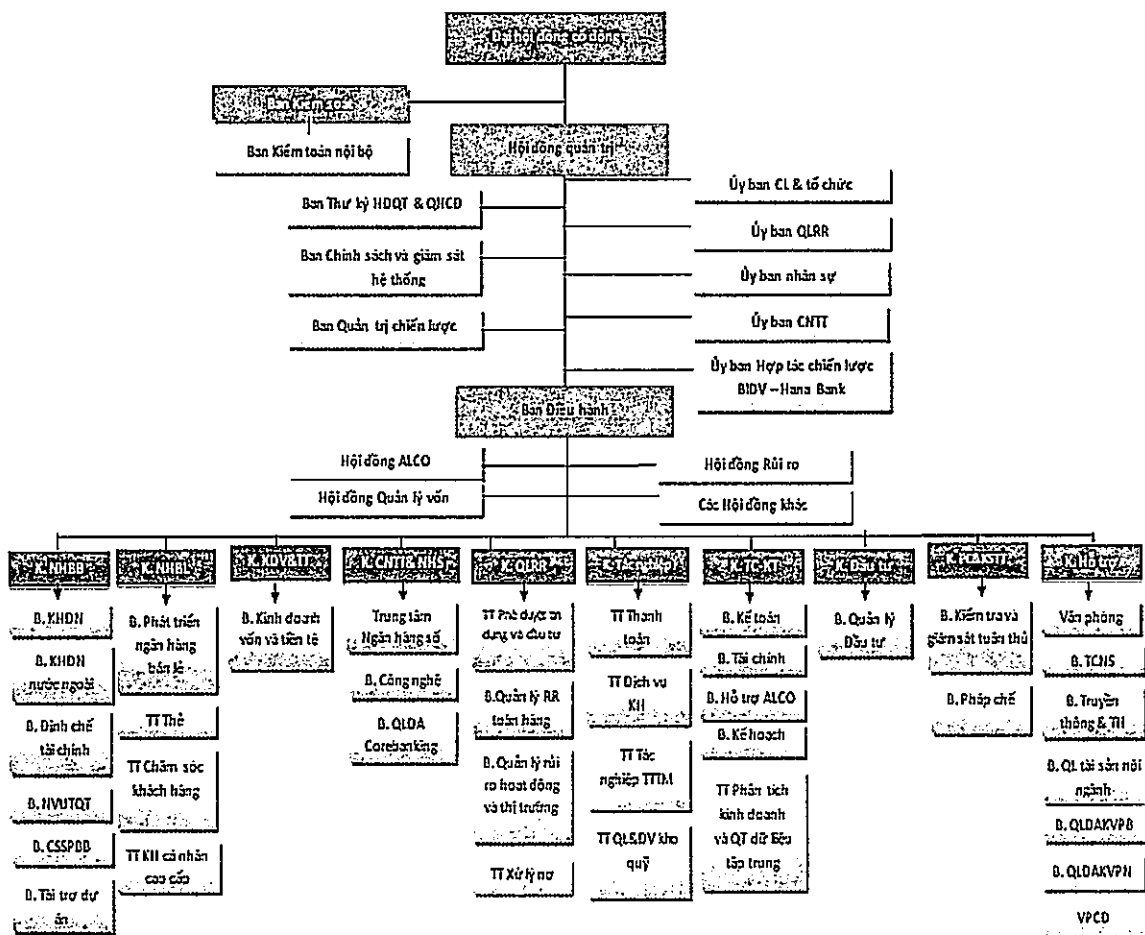 Đại hội đồng cổ đông
Ban Kiểm soát
Ban Kiểm toán nội bộ
Hội đồng quản trị
Ban Thư ký HDQT & QHCD
Ban Chính sách và giám sát
hệ thống
Ban Quản trị chiến lược
Ủy ban CL & tổ chức
Ủy ban QLRR
Ủy ban nhân sự
Ủy ban CNTT
Ủy ban Hợp tác chiến lược
BIDV – Hana Bank
Ban Điều hành
Hội đồng ALCO
Hội đồng Rủi ro
Hội đồng Quản lý vốn
Các Hội đồng khác
K. NHBB
B. KHDN
B. KHDN
nước ngoài
B. Định chế
tài chính
B. NVUTQT
B. CSSPBB
B. Tài trợ dự
án
K. NHBL
B. Phát triển
ngân hàng
bán lẻ
TT Thẻ
TT Chăm sóc
khách hàng
TT KH cá nhân
cao cấp
K. KDV&TT
B. Kinh doanh
vốn và tiền tệ
K. CNTT& NHS
Trung tâm
Ngân hàng số
B. Công nghệ
B. QLDA
Corebanking
K. QLRR
TT Phê duyệt tín
dụng và đầu tư
B.Quản lý RR
toàn hàng
B. Quản lý rủi
ro hoạt động
và thị trường
TT Xử lý nợ
K. Tác nghiệp
TT Thanh
toán
TT Dịch vụ
KH
TT Tác
nghiệp TTTM
TT QL&DV kho
quỹ
K. TC-KT
B. Kế toán
B. Tài chính
B. Hỗ trợ ALCO
B. Kế hoạch
TT Phân tích
kinh doanh
và QT dữ liệu
tập trung
K. Đầu tư
B. Quản lý
Đầu tư
B. Kiểm tra và
giám sát tuân thủ
B. Pháp chế
K. Hỗ trợ
Văn phòng
B. TCNS
B. Truyền
thông & TH
B. QL tài sản nội
ngành
B. QLDAKVPB
B. QLDAKVPN
VPCD